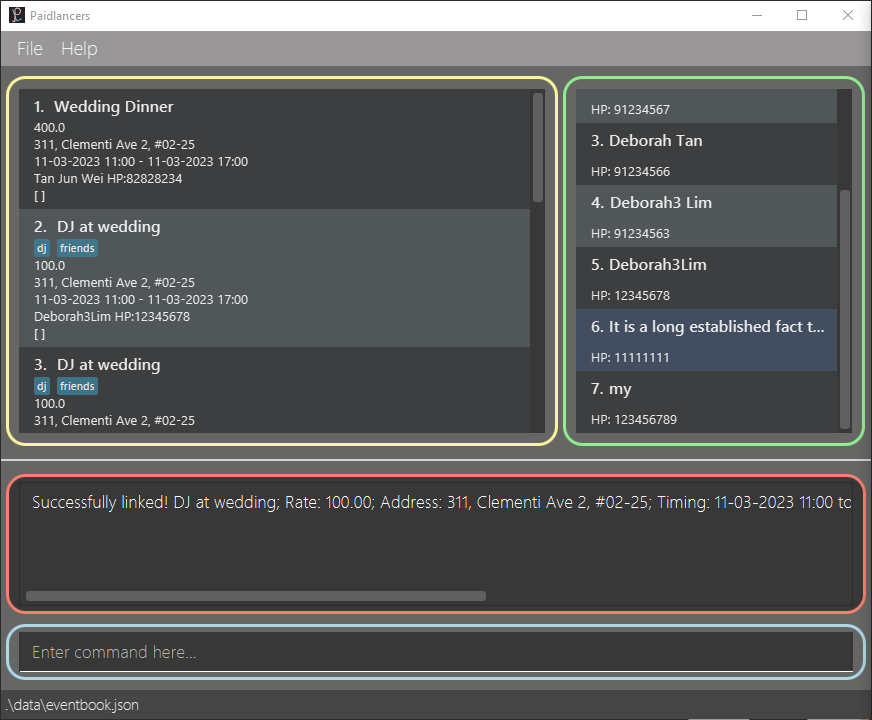 Paidlancers
File Help
1. Wedding Dinner
400.0
311, Clementi Ave 2, #02-25
11-03-2023 11:00 - 11-03-2023 17:00
Tan Jun Wei HP:82828234
[ ]
2. DJ at wedding
dj friends
100.0
311, Clementi Ave 2, #02-25
11-03-2023 11:00 - 11-03-2023 17:00
Deborah3Lim HP:12345678
[ ]
3. DJ at wedding
dj friends
100.0
311, Clementi Ave 2, #02-25
HP: 91234567
3. Deborah Tan
HP: 91234566
4. Deborah3 Lim
HP: 91234563
5. Deborah3Lim
HP: 12345678
6. It is a long established fact t...
HP: 11111111
7. my
HP: 123456789
Successfully linked! DJ at wedding; Rate: 100.00; Address: 311, Clementi Ave 2, #02-25; Timing: 11-03-2023 11:00 to
Enter command here...
.\data\eventbook.json